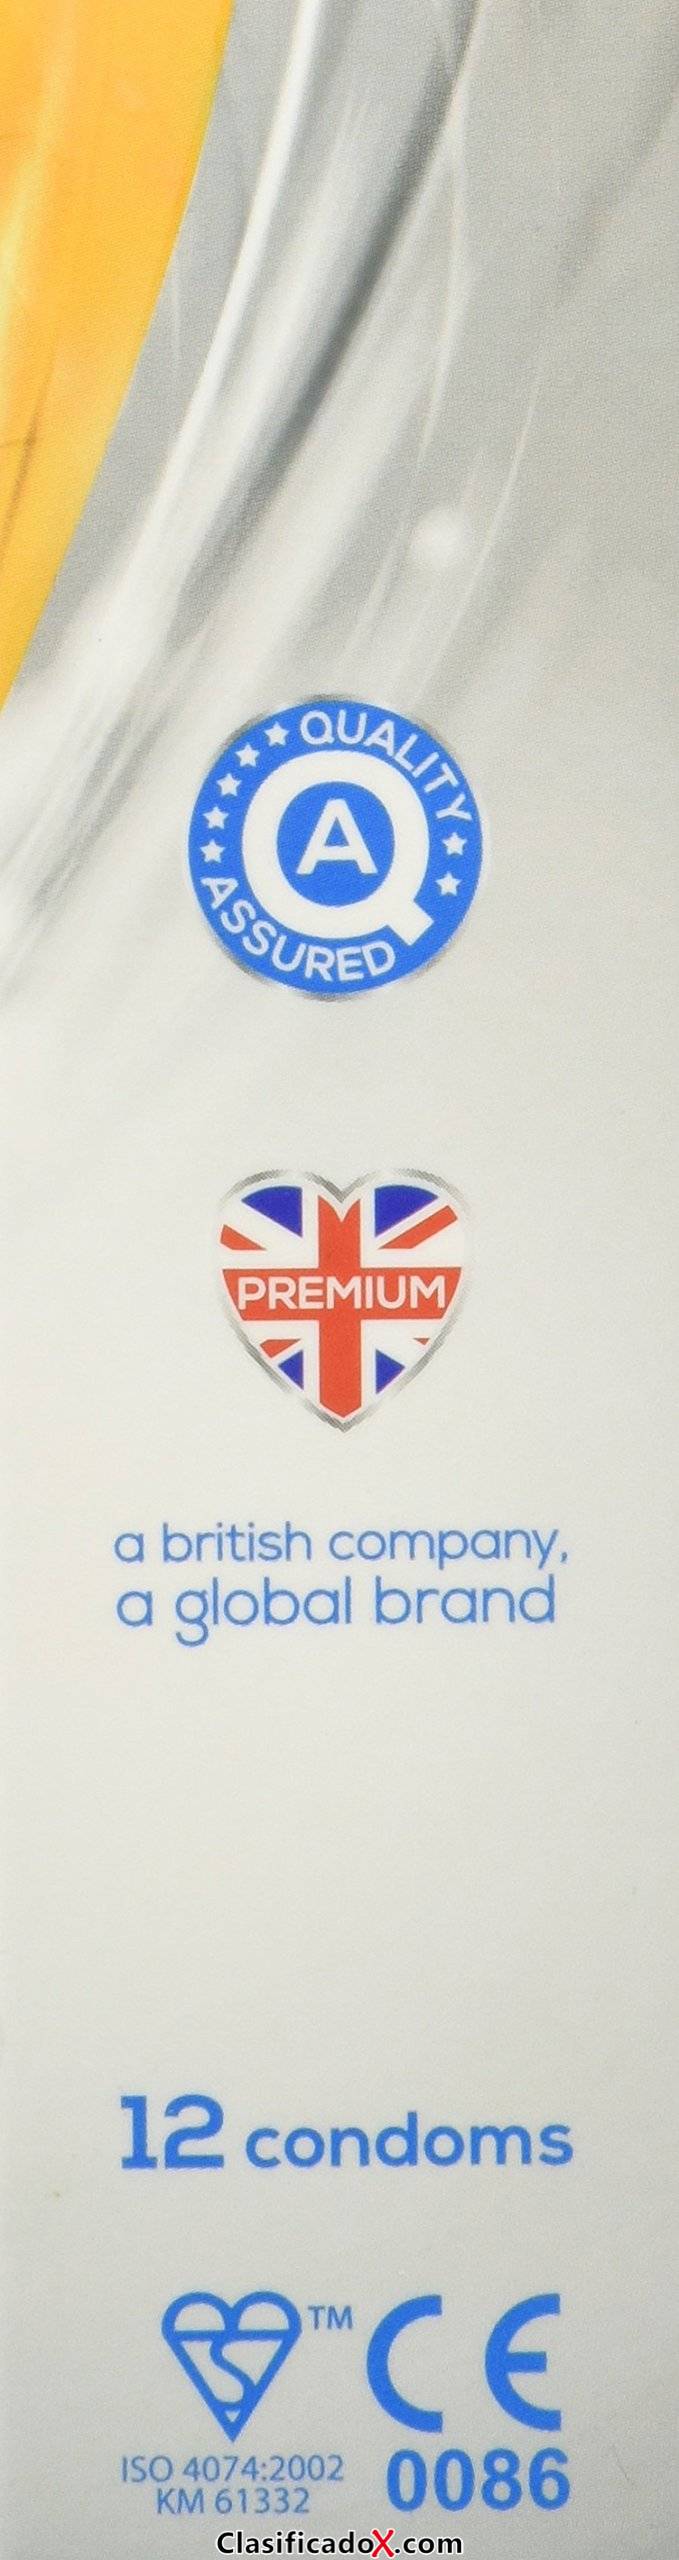 QUALITY
A
ASSURED
PREMIUM
a british company,
a global brand
12 condoms
™ CE
ISO 4074:2002
KM 61332
0086
ClasificadoX.com